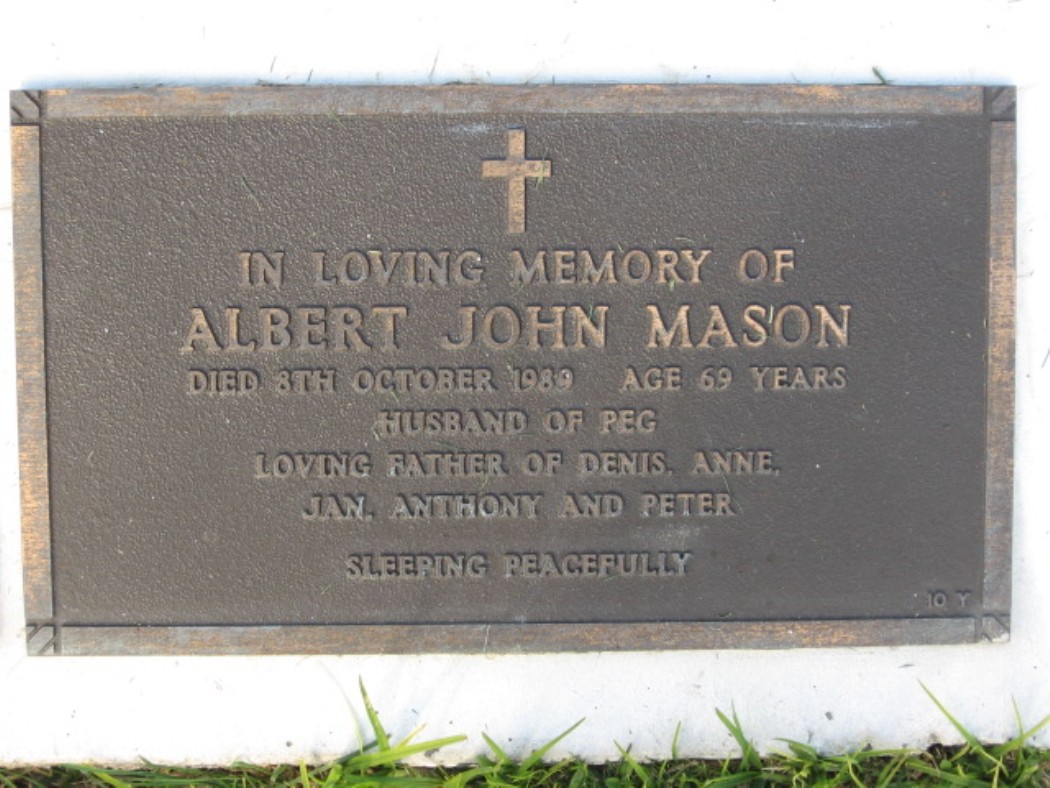 IN LOVING MEMORY OF
ALBERT JOHN MASON
DIED 8TH OCTOBER 1989 AGE 69 YEARS
HUSBAND OF PEG
LOVING FATHER OF DENIS, ANNE,
JAN, ANTHONY AND PETER
SLEEPING PEACEFULLY
10 Y